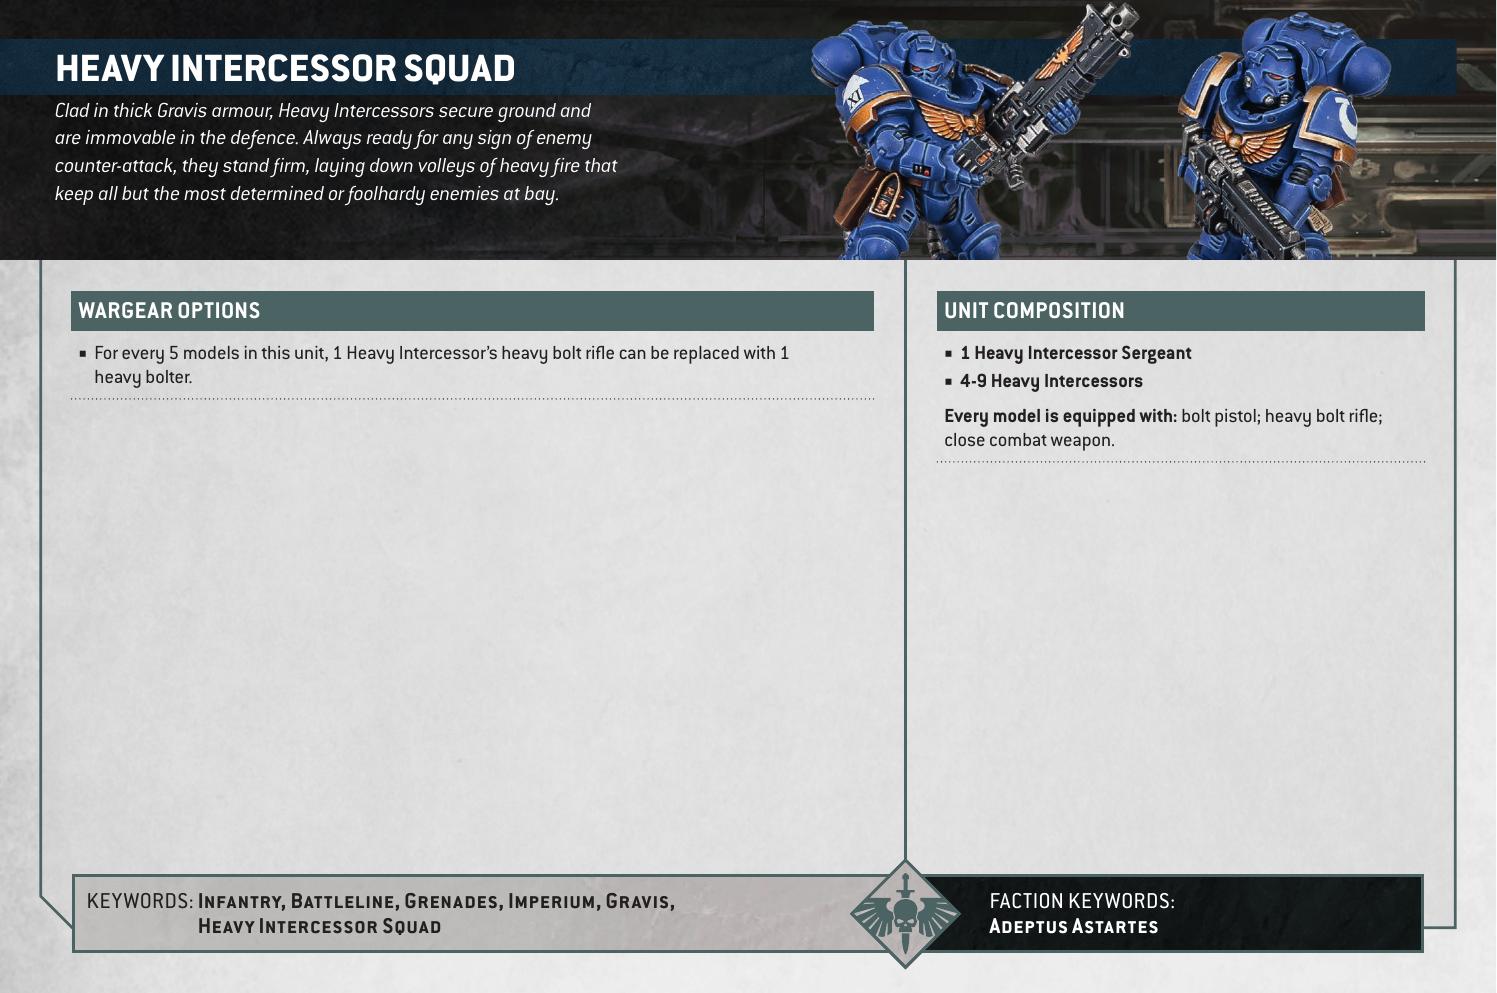 HEAVY INTERCESSOR SQUAD
Clad in thick Gravis armour, Heavy Intercessors secure ground and
are immovable in the defence. Always ready for any sign of enemy
counter-attack, they stand firm, laying down volleys of heavy fire that
keep all but the most determined or foolhardy enemies at bay.
XI
WARGEAR OPTIONS
▪ For every 5 models in this unit, 1 Heavy Intercessor’s heavy bolt rifle can be replaced with 1
heavy bolter.
UNIT COMPOSITION
▪ 1 Heavy Intercessor Sergeant
▪ 4-9 Heavy Intercessors
Every model is equipped with: bolt pistol; heavy bolt rifle;
close combat weapon.
KEYWORDS: Infantry, Battleline, Grenades, Imperium, Gravis,
Heavy Intercessor Squad
FACTION KEYWORDS:
Adeptus Astartes